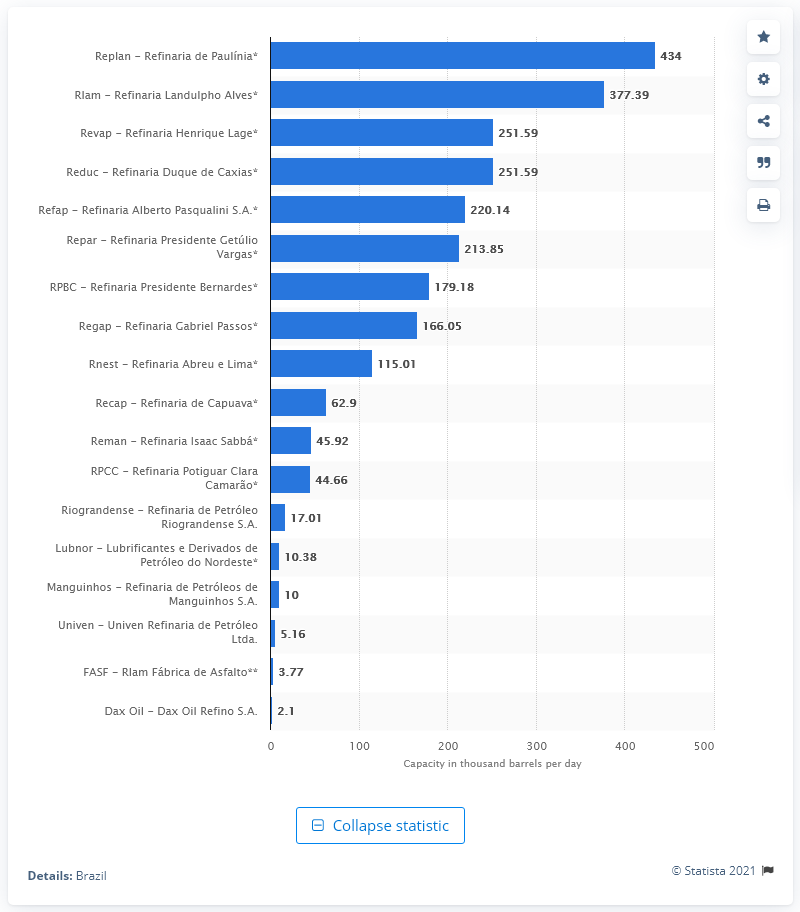 Replan - Refinaria de Paulínia*
434
Rlam - Refinaria Landulpho Alves*
377.39
Revap - Refinaria Henrique Lage*
251.59
Reduc - Refinaria Duque de Caxias*
251.59
Refap - Refinaria Alberto Pasqualini S.A.*
220.14
Repar - Refinaria Presidente Getúlio
Vargas*
213.85
RPBC - Refinaria Presidente Bernardes*
179.18
Regap - Refinaria Gabriel Passos*
166.05
Rnest - Refinaria Abreu e Lima*
115.01
Recap - Refinaria de Capuava*
62.9
Reman - Refinaria Isaac Sabbá*
45.92
RPCC - Refinaria Potiguar Clara
Camarão*
44.66
Riograndense - Refinaria de Petróleo
Riograndense S.A.
17.01
Lubnor - Lubrificantes e Derivados de
Petróleo do Nordeste*
10.38
Manguinhos - Refinaria de Petróleos de
Manguinhos S.A.
10
Univen - Univen Refinaria de Petróleo
Ltda.
5.16
FASF - Rlam Fábrica de Asfalto**
3.77
Dax Oil - Dax Oil Refino S.A.
2.1
0 100 200 300 400 500
Capacity in thousand barrels per day
Collapse statistic
Details: Brazil
© Statista 2021